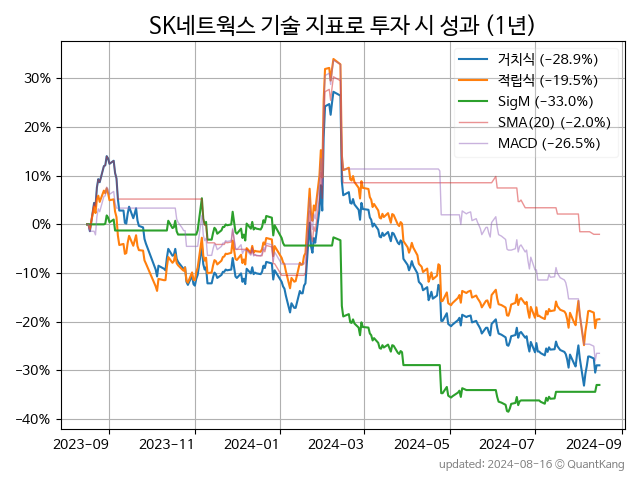 SK네트웍스 기술 지표로 투자 시 성과 (1년)
거치식 (−28.9%)
적립식 (−19.5%)
SigM (−33.0%)
SMA(20) (−2.0%)
MACD (−26.5%)
30%
20%
10%
0%
−10%
−20%
−30%
−40%
2023-09 2023-11 2024-01 2024-03 2024-05 2024-07 2024-09
updated: 2024-08-16 © QuantKang